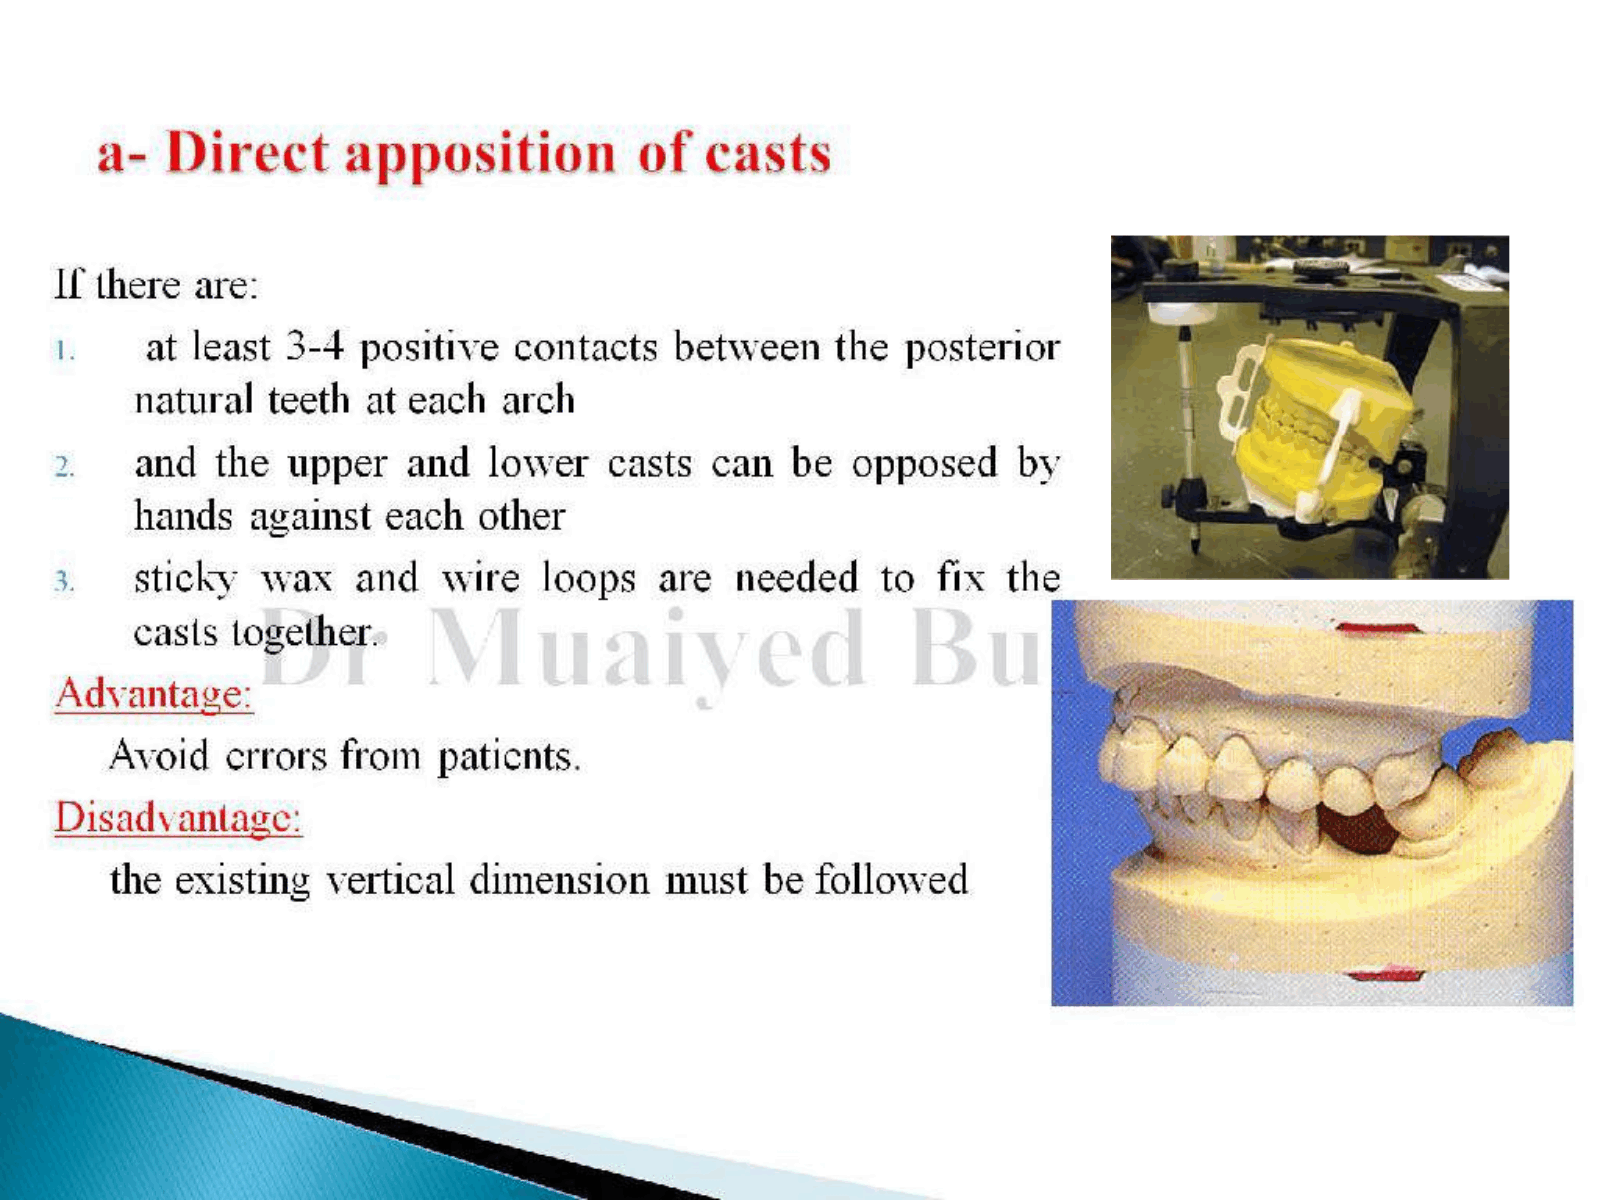 a- Direct apposition of casts
If there are:
1. at least 3-4 positive contacts between the posterior
natural teeth at each arch
2. and the upper and lower casts can be opposed by
hands against each other
3. sticky wax and wire loops are needed to fix the
casts together.
Dr Muaiyed Bu
Advantage:
Avoid errors from patients.
Disadvantage:
the existing vertical dimension must be followed